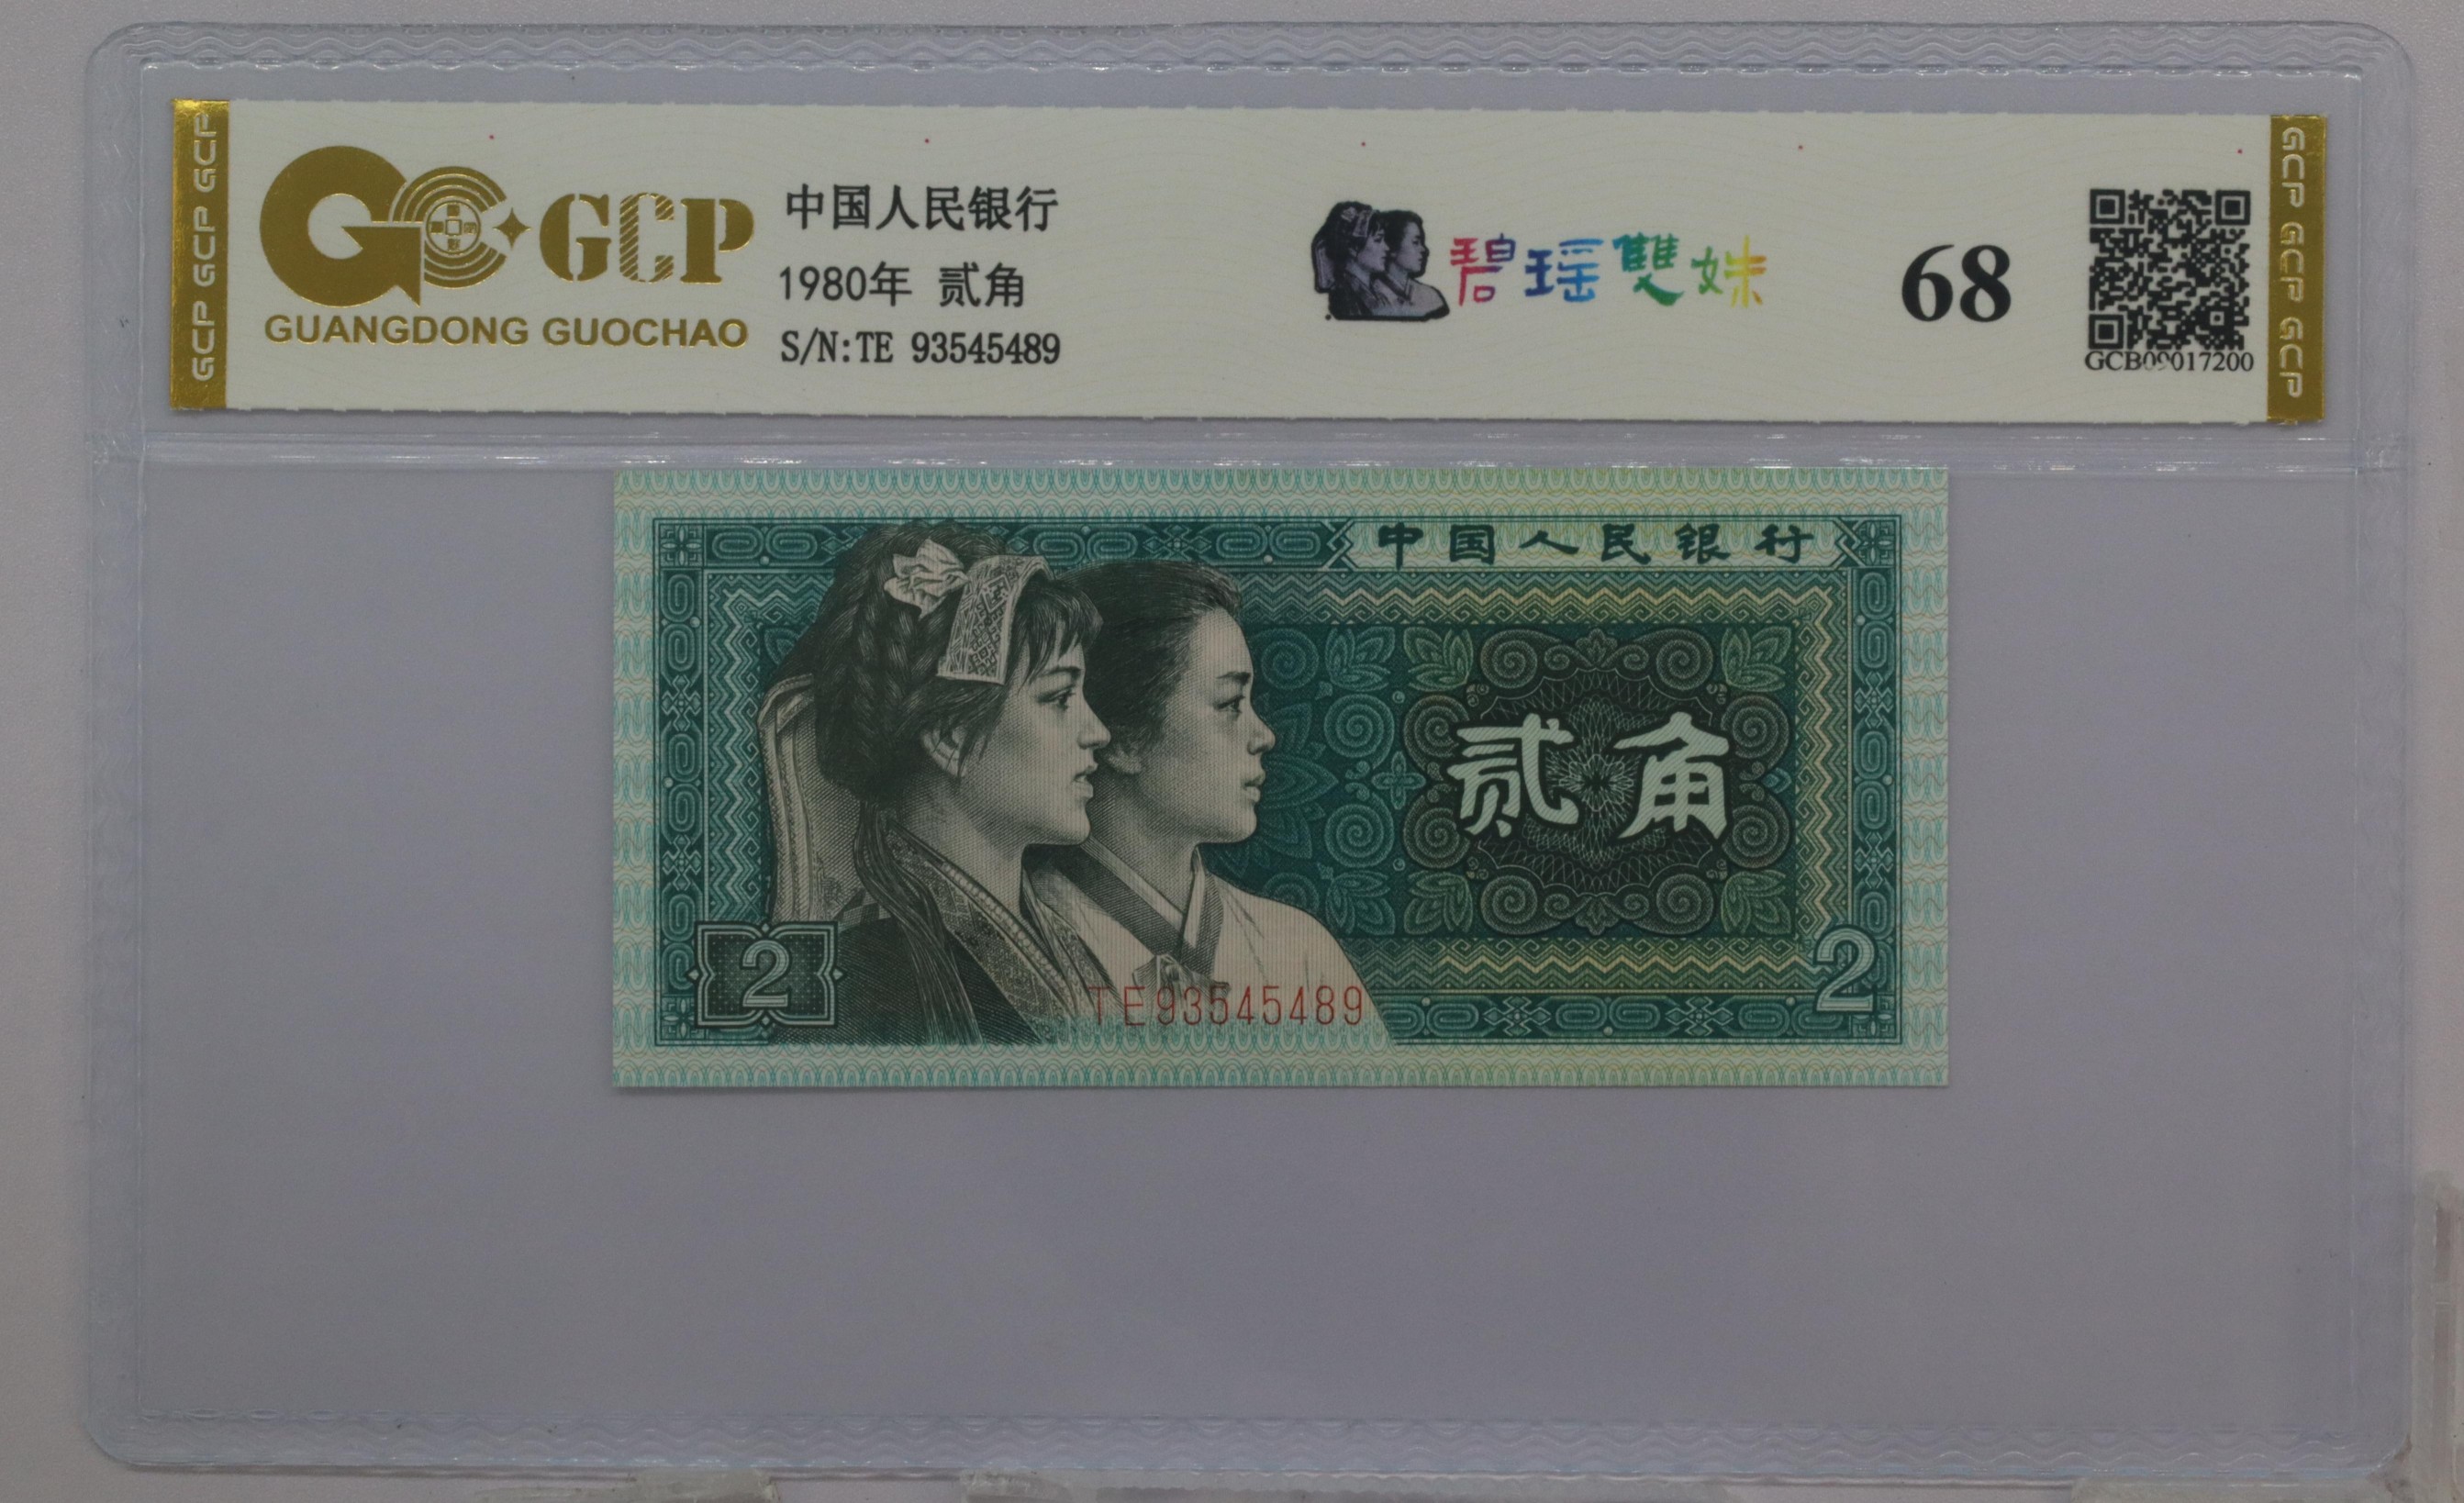 GCP GCP GCP
GCP
GUANGDONG GUOCHAO
中国人民银行
1980年 贰角
S/N:TE 93545489
碧瑶雙姝
68
GCB09017200
GCP GCP GCP
中国人民银行
贰角
2
TE93545489
2